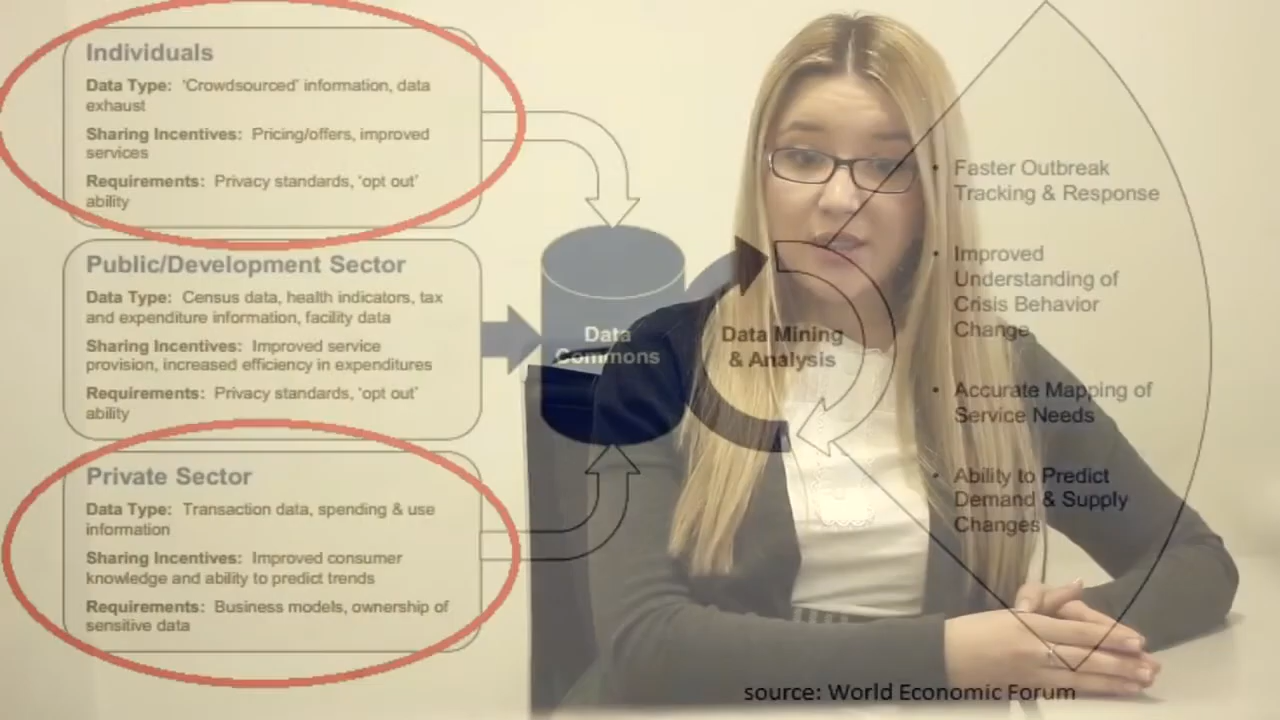 Individuals
Data Type: 'Crowdsourced' information, data
exhaust
Sharing Incentives: Pricing/offers, improved
services
Requirements: Privacy standards, 'opt out'
ability
Public/Development Sector
Data Type: Census data, health indicators, tax
and expenditure information, facility data
Sharing Incentives: Improved service
provision, increased efficiency in expenditures
Requirements: Privacy standards, 'opt out'
ability
Private Sector
Data Type: Transaction data, spending & use
information
Sharing Incentives: Improved consumer
knowledge and ability to predict trends
Requirements: Business models, ownership of
sensitive data
Data
Commons
Data Mining
& Analysis
• Faster Outbreak
Tracking & Response
• Improved
Understanding of
Crisis Behavior
Change
• Accurate Mapping of
Service Needs
• Ability to Predict
Demand & Supply
Changes
source: World Economic Forum